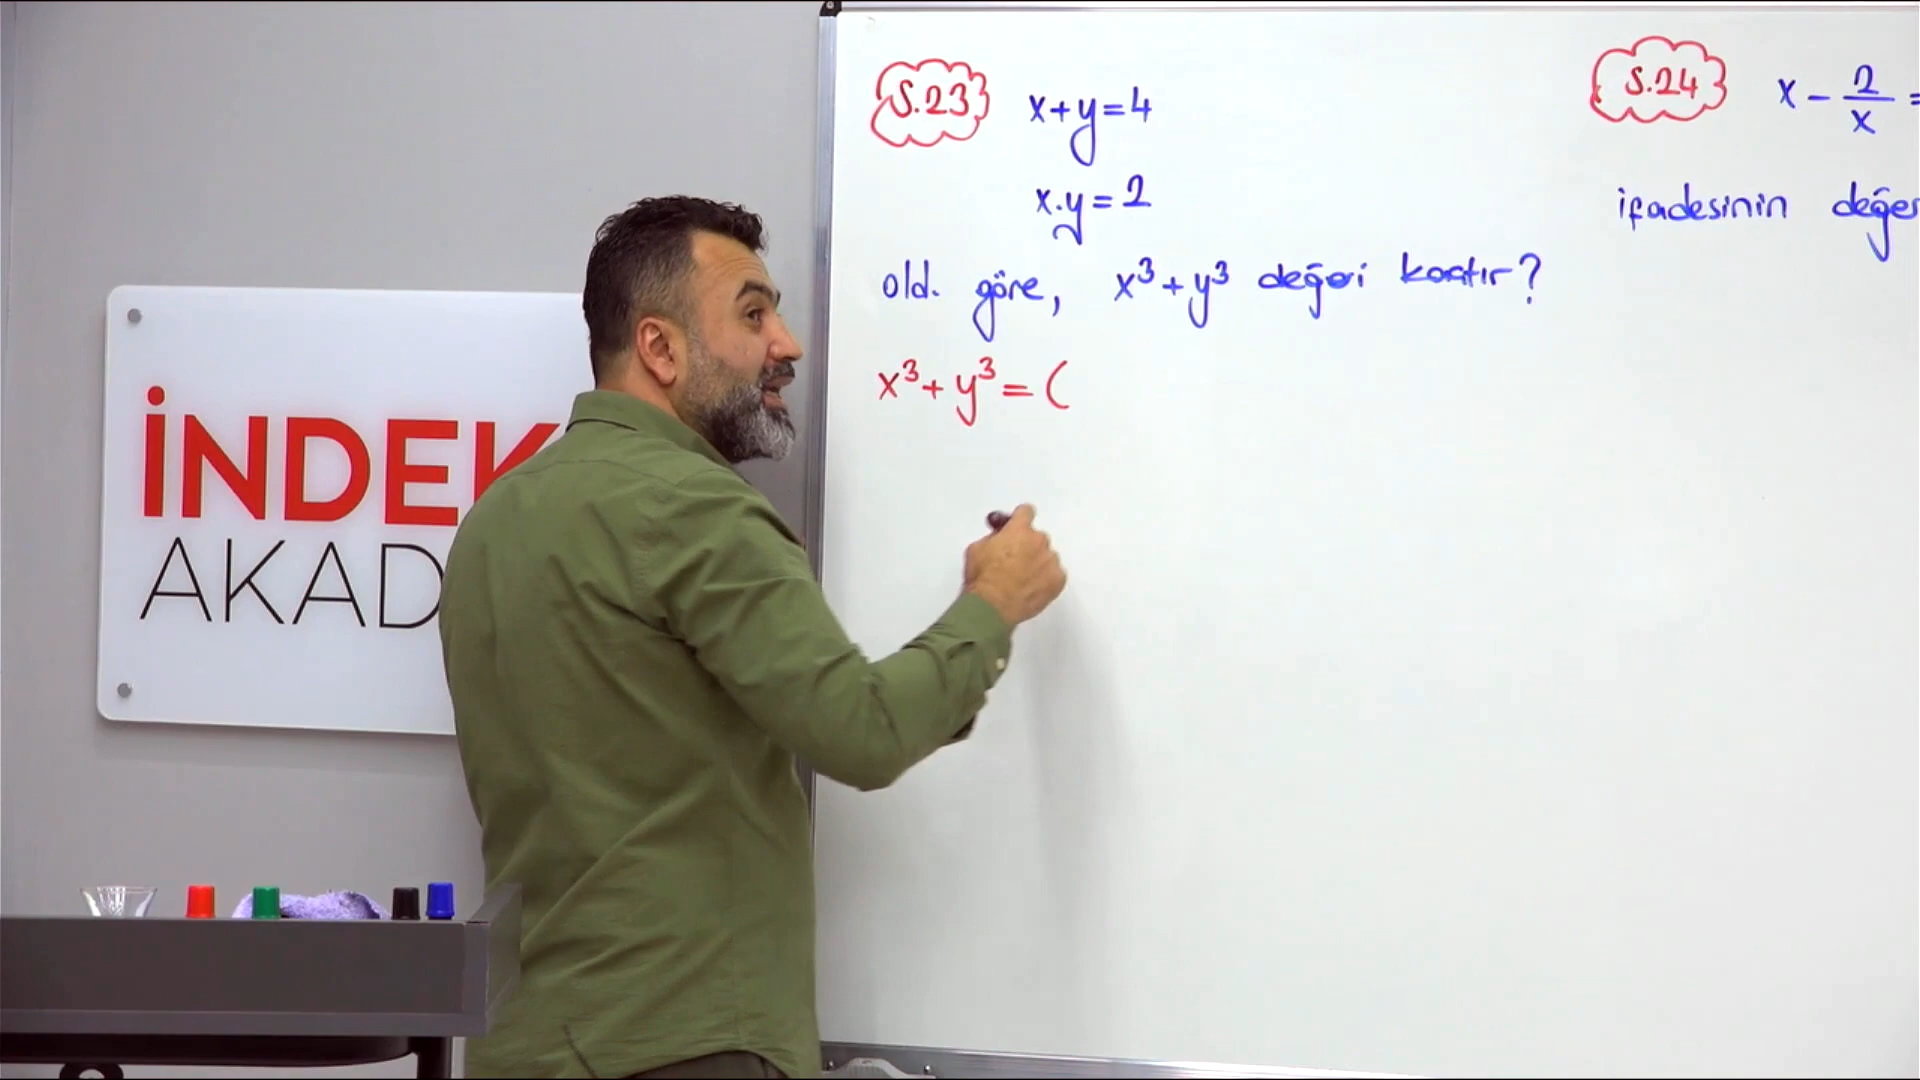 İNDEK
AKAD
S.23 x+y=4
x.y=2
old. göre, x³+y³ değeri kaçtır?
x³+y³=(
S.24 x - 2/x =
ifadesinin değer